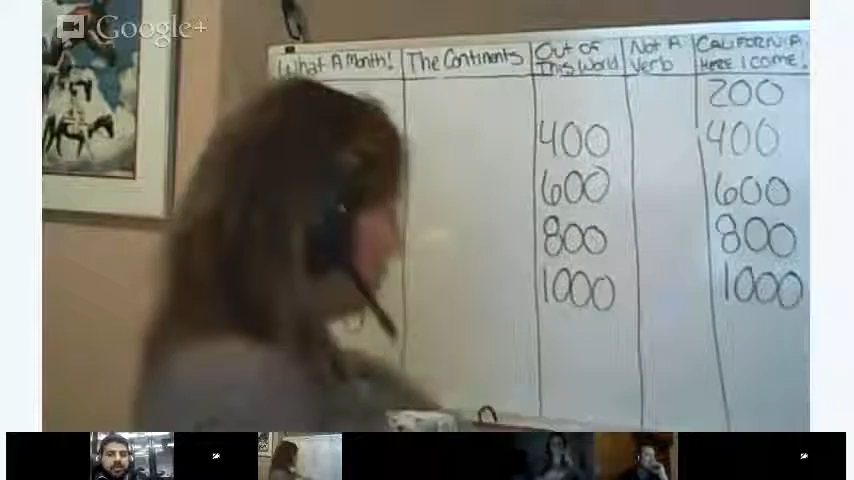 Google+
What A Month!
The Continents
Out Of
This World
Not A
Verb
CALIFORNIA
HERE I COME!
200
400
400
600
600
800
800
1000
1000